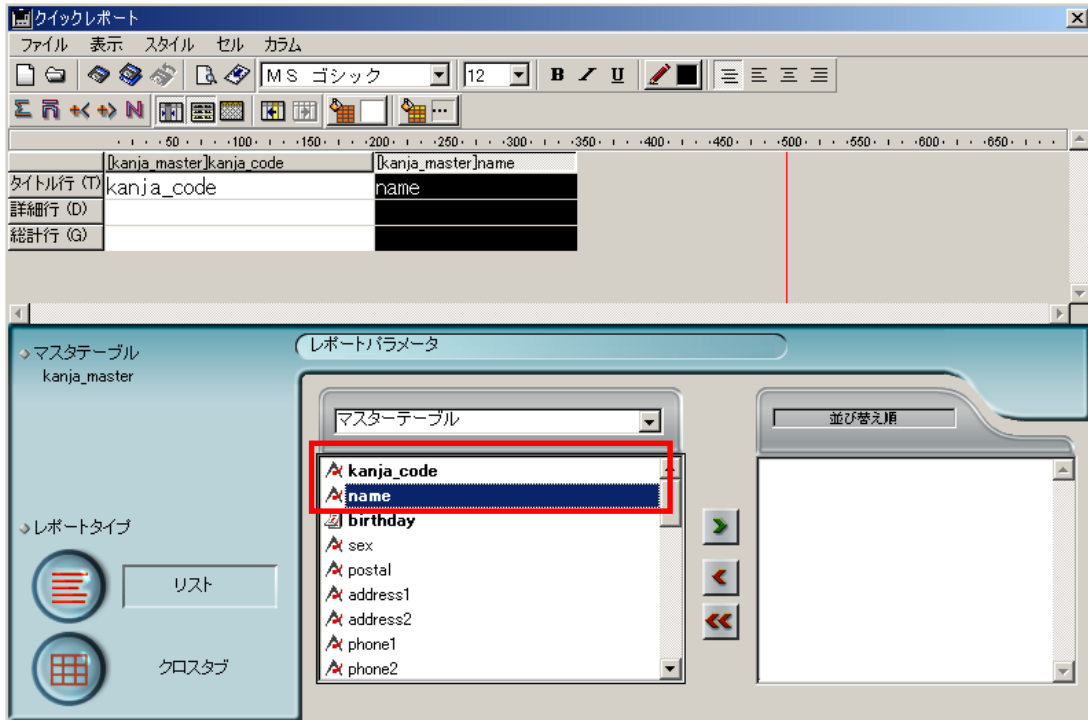 クイックレポート
ファイル 表示 スタイル セル カラム
ＭＳ ゴシック 12 B I U
Σ n N
50 100 150 200 250 300 350 400 450 500 550 600 650
[kanja_master]kanja_code [kanja_master]name
タイトル行 (T) kanja_code name
詳細行 (D)
総計行 (G)
マスタテーブル
kanja_master
レポートパラメータ
マスターテーブル
並び替え順
kanja_code
name
birthday
sex
postal
address1
address2
phone1
phone2
レポートタイプ
リスト
クロスタブ